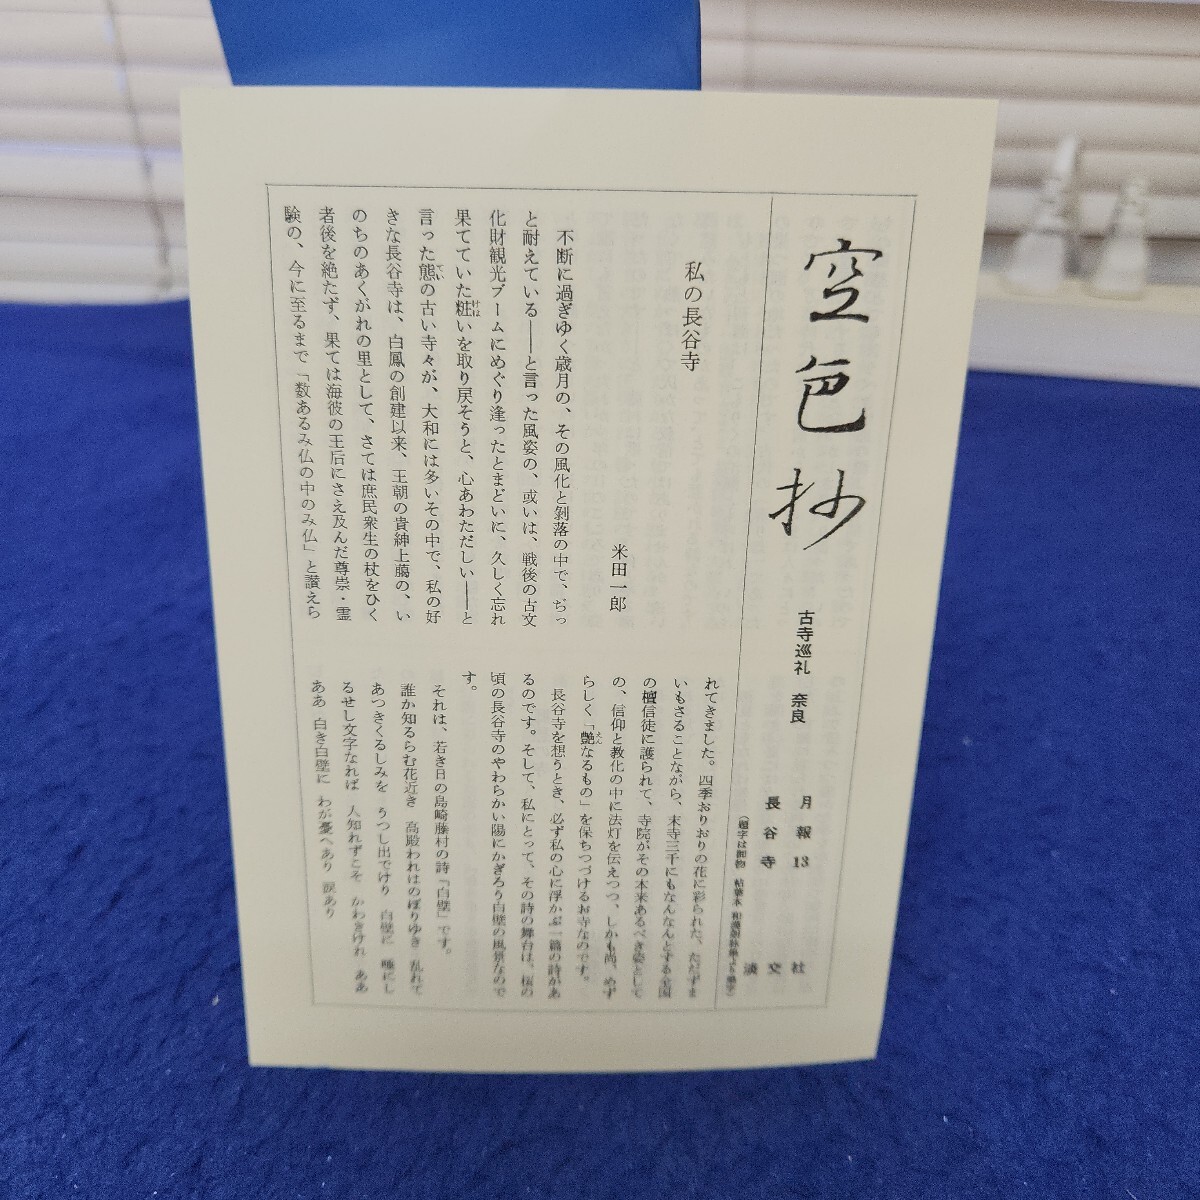 空色抄
古寺巡礼 奈良
月報13
長谷寺
淡交社
私の長谷寺
米田一郎
不断に過ぎゆく歳月の、その風化と剝落の中で、ぢっ
と耐えている――と言った風姿の、或いは、戦後の古文
化財観光ブームにめぐり逢ったとまどいに、久しく忘れ
果てていた粧いを取り戻そうと、心あわただしい――と
言った態の古い寺々が、大和には多いその中で、私の好
きな長谷寺は、白鳳の創建以来、王朝の貴紳上﨟の、い
のちのあくがれの里として、さては庶民衆生の杖をひく
者後を絶たず、果ては海彼の王后にさえ及んだ尊崇・霊
験の、今に至るまで「数あるみ仏の中のみ仏」と讃えら
れてきました。四季おりおりの花に彩られた、たたずま
いもさることながら、末寺三千にもなんなんとする全国
の檀信徒に護られて、寺院がその本来あるべき姿として
の、信仰と教化の中に法灯を伝えつつ、しかも尚、めず
らしく「艶なるもの」を保ちつづけるお寺なのです。
長谷寺を想うとき、必ず私の心に浮かぶ一篇の詩があ
るのです。そして、私にとって、その詩の舞台は、桜の
頃の長谷寺のやわらかい陽にかぎろう白壁の風景なので
す。
それは、若き日の島崎藤村の詩「白壁」です。
誰か知るらむ花近き 高殿われはのぼりゆき 乱れて
あつきくるしみを うつし出でけり 白壁に 唾にし
るせし文字なれば 人知れずこそ かわきけれ ああ
ああ 白き白壁に わが憂へあり 涙あり